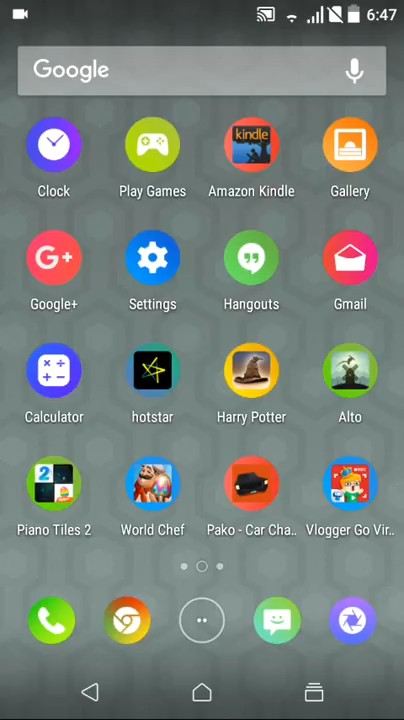 6:47
Google
kindle
Clock
Play Games
Amazon Kindle
Gallery
G+
Google+
Settings
Hangouts
Gmail
Calculator
hotstar
Harry Potter
Alto
2
Piano Tiles 2
World Chef
Pako - Car Cha..
Vlogger Go Vir..